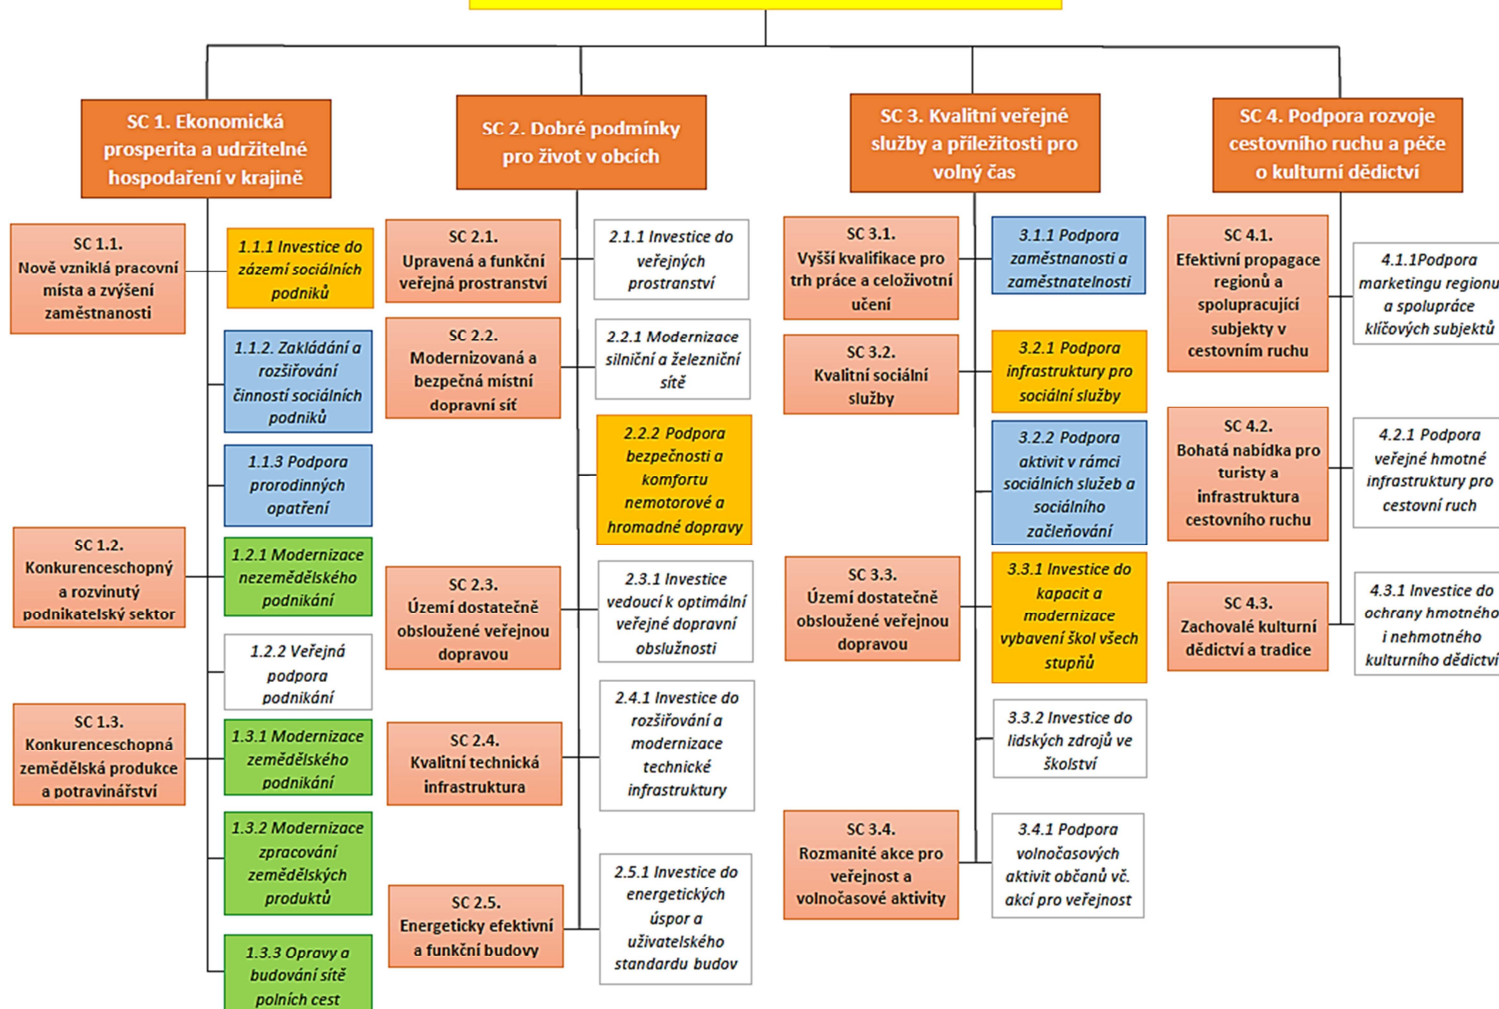 SC 1. Ekonomická
prosperita a udržitelné
hospodaření v krajině
SC 1.1.
Nově vzniklá pracovní
místa a zvýšení
zaměstnanosti
1.1.1 Investice do
zázemí sociálních
podniků
1.1.2. Zakládání a
rozšiřování
činností sociálních
podniků
1.1.3 Podpora
prorodinných
opatření
SC 1.2.
Konkurenceschopný
a rozvinutý
podnikatelský sektor
1.2.1 Modernizace
nezemědělského
podnikání
1.2.2 Veřejná
podpora
podnikání
SC 1.3.
Konkurenceschopná
zemědělská produkce
a potravinářství
1.3.1 Modernizace
zemědělského
podnikání
1.3.2 Modernizace
zpracování
zemědělských
produktů
1.3.3 Opravy a
budování sítě
polních cest
SC 2. Dobré podmínky
pro život v obcích
SC 2.1.
Upravená a funkční
veřejná prostranství
2.1.1 Investice do
veřejných
prostranství
SC 2.2.
Modernizovaná a
bezpečná místní
dopravní síť
2.2.1 Modernizace
silniční a železniční
sítě
2.2.2 Podpora
bezpečnosti a
komfortu
nemotorové a
hromadné dopravy
SC 2.3.
Území dostatečně
obsloužené veřejnou
dopravou
2.3.1 Investice
vedoucí k optimální
veřejné dopravní
obslužnosti
SC 2.4.
Kvalitní technická
infrastruktura
2.4.1 Investice do
rozšiřování a
modernizace
technické
infrastruktury
SC 2.5.
Energeticky efektivní
a funkční budovy
2.5.1 Investice do
energetických
úspor a
uživatelského
standardu budov
SC 3. Kvalitní veřejné
služby a příležitosti pro
volný čas
SC 3.1.
Vyšší kvalifikace pro
trh práce a celoživotní
učení
3.1.1 Podpora
zaměstnanosti a
zaměstnatelnosti
SC 3.2.
Kvalitní sociální
služby
3.2.1 Podpora
infrastruktury pro
sociální služby
3.2.2 Podpora
aktivit v rámci
sociálních služeb a
sociálního
začleňování
SC 3.3.
Území dostatečně
obsloužené veřejnou
dopravou
3.3.1 Investice do
kapacit a
modernizace
vybavení škol všech
stupňů
3.3.2 Investice do
lidských zdrojů ve
školství
SC 3.4.
Rozmanité akce pro
veřejnost a
volnočasové aktivity
3.4.1 Podpora
volnočasových
aktivit občanů vč.
akcí pro veřejnost
SC 4. Podpora rozvoje
cestovního ruchu a péče
o kulturní dědictví
SC 4.1.
Efektivní propagace
regionů a
spolupracující
subjekty v
cestovním ruchu
4.1.1Podpora
marketingu regionu
a spolupráce
klíčových subjektů
SC 4.2.
Bohatá nabídka pro
turisty a
infrastruktura
cestovního ruchu
4.2.1 Podpora
veřejné hmotné
infrastruktury pro
cestovní ruch
SC 4.3.
Zachovalé kulturní
dědictví a tradice
4.3.1 Investice do
ochrany hmotného
i nehmotného
kulturního dědictví